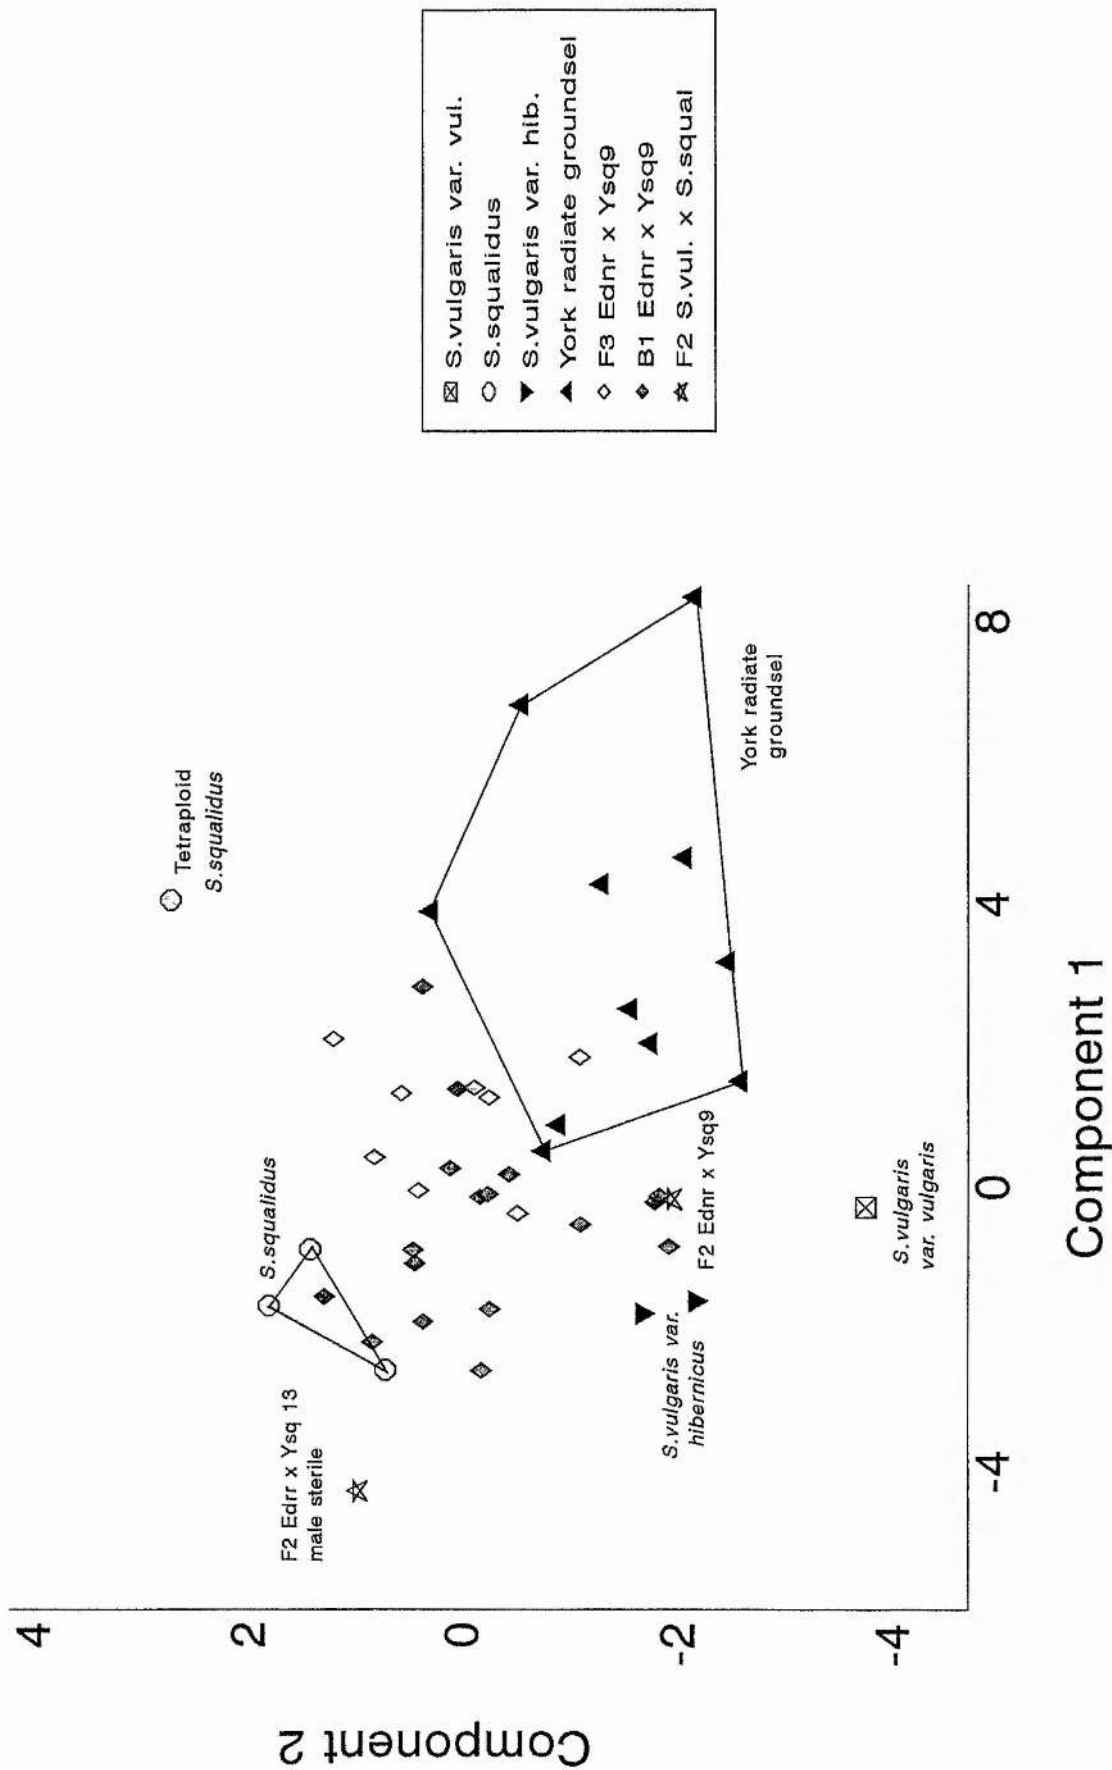 4
2
0
-2
-4
Component 2
-4
0
4
8
Component 1
F2 Edrr x Ysq 13
male sterile
S.squalidus
Tetraploid
S.squalidus
S.vulgaris var.
hibernicus
F2 Ednr x Ysq9
S.vulgaris
var. vulgaris
York radiate
groundsel
S.vulgaris var. vul.
S.squalidus
S.vulgaris var. hib.
York radiate groundsel
F3 Ednr x Ysq9
B1 Ednr x Ysq9
F2 S.vul. x S.squal